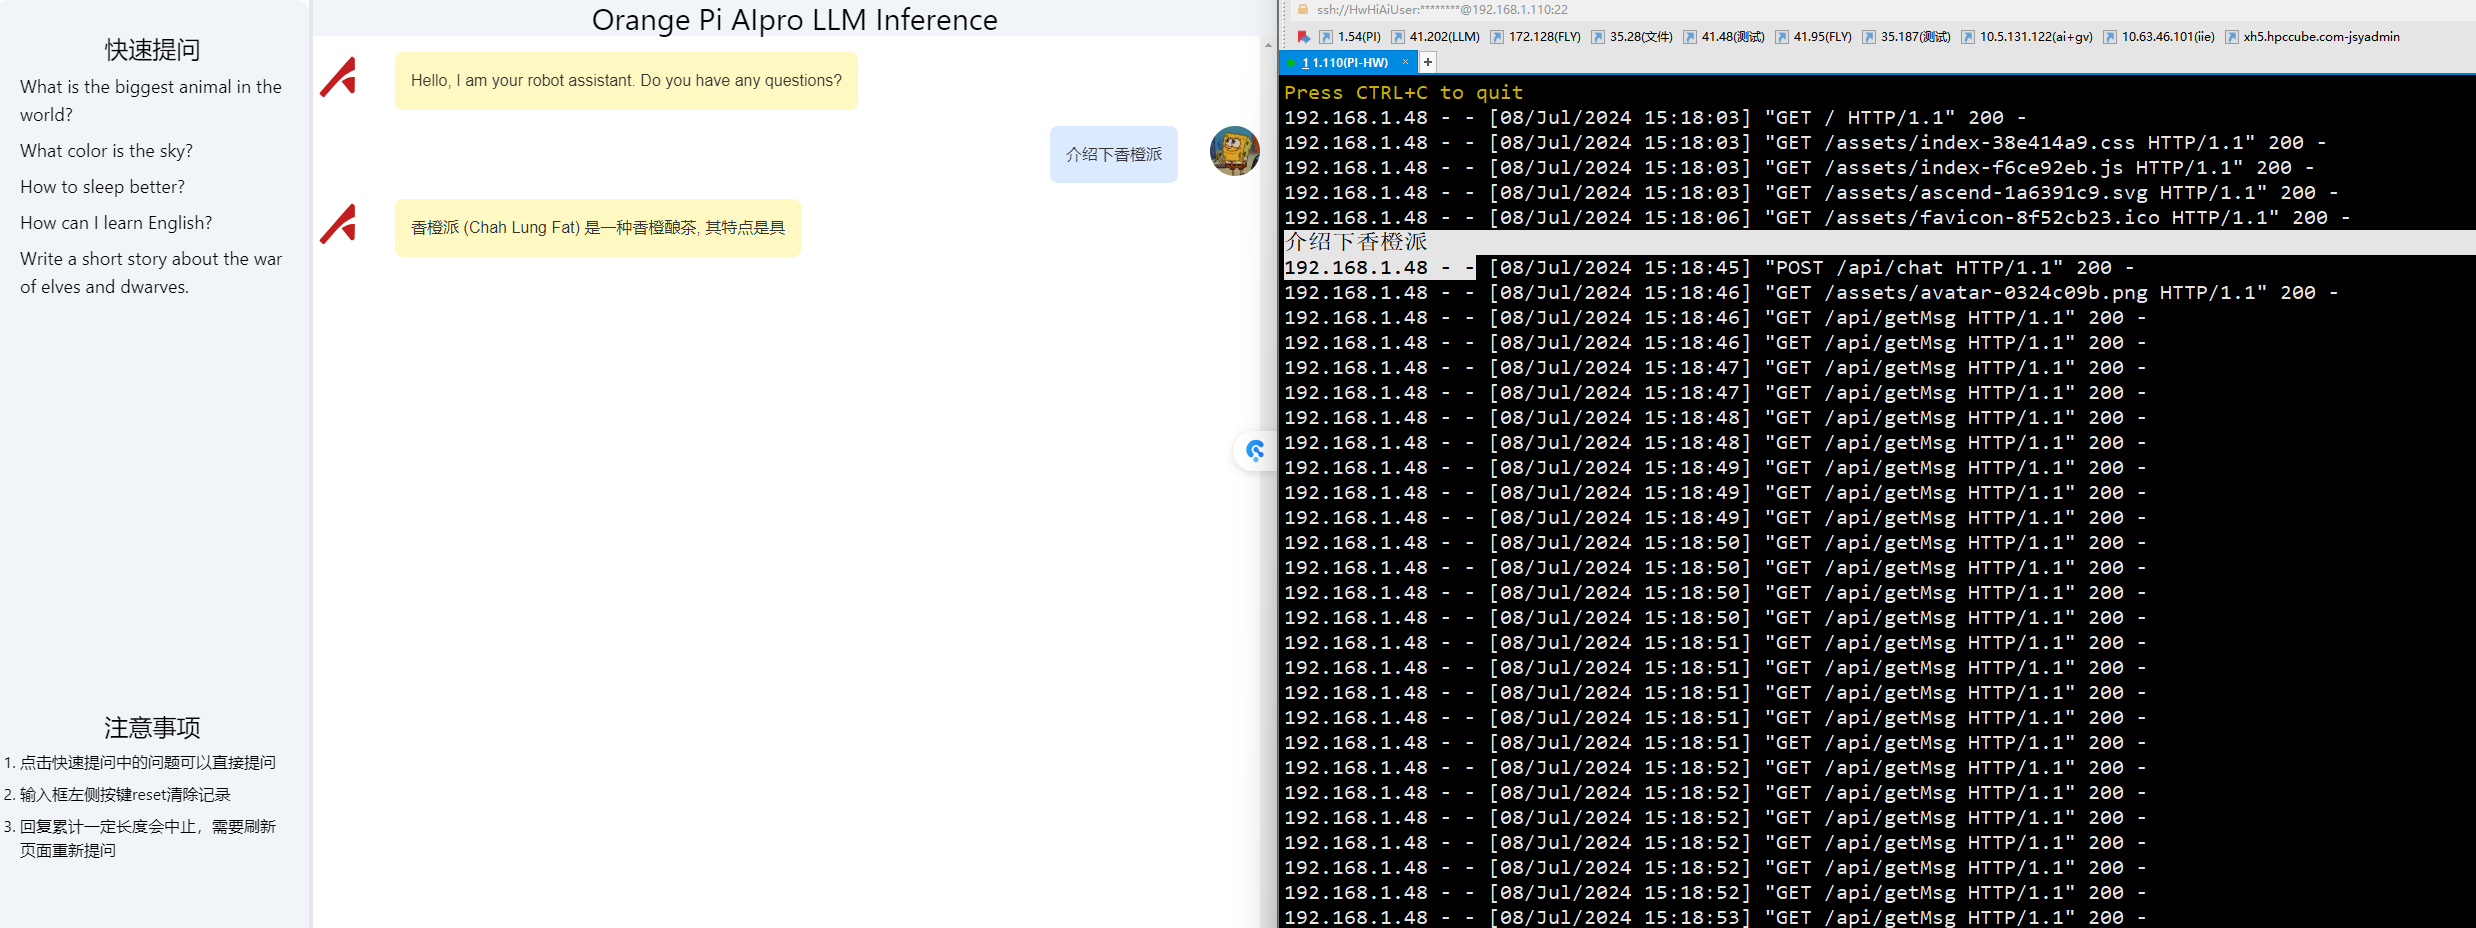 快速提问
What is the biggest animal in the
world?
What color is the sky?
How to sleep better?
How can I learn English?
Write a short story about the war
of elves and dwarves.
注意事项
1. 点击快速提问中的问题可以直接提问
2. 输入框左侧按键reset清除记录
3. 回复累计一定长度会中止，需要刷新
页面重新提问
Orange Pi AIpro LLM Inference
Hello, I am your robot assistant. Do you have any questions?
介绍下香橙派
香橙派 (Chah Lung Fat) 是一种香橙酿茶, 其特点是具
ssh://HwHiAiUser:********@192.168.1.110:22
1.54(PI) 41.202(LLM) 172.128(FLY) 35.28(文件) 41.48(测试) 41.95(FLY) 35.187(测试) 10.5.131.122(ai+gv) 10.63.46.101(iie) xh5.hpccube.com-jsyadmin
1 1.110(PI-HW) × +
Press CTRL+C to quit
192.168.1.48 - - [08/Jul/2024 15:18:03] "GET / HTTP/1.1" 200 -
192.168.1.48 - - [08/Jul/2024 15:18:03] "GET /assets/index-38e414a9.css HTTP/1.1" 200 -
192.168.1.48 - - [08/Jul/2024 15:18:03] "GET /assets/index-f6ce92eb.js HTTP/1.1" 200 -
192.168.1.48 - - [08/Jul/2024 15:18:03] "GET /assets/ascend-1a6391c9.svg HTTP/1.1" 200 -
192.168.1.48 - - [08/Jul/2024 15:18:06] "GET /assets/favicon-8f52cb23.ico HTTP/1.1" 200 -
介绍下香橙派
192.168.1.48 - - [08/Jul/2024 15:18:45] "POST /api/chat HTTP/1.1" 200 -
192.168.1.48 - - [08/Jul/2024 15:18:46] "GET /assets/avatar-0324c09b.png HTTP/1.1" 200 -
192.168.1.48 - - [08/Jul/2024 15:18:46] "GET /api/getMsg HTTP/1.1" 200 -
192.168.1.48 - - [08/Jul/2024 15:18:46] "GET /api/getMsg HTTP/1.1" 200 -
192.168.1.48 - - [08/Jul/2024 15:18:47] "GET /api/getMsg HTTP/1.1" 200 -
192.168.1.48 - - [08/Jul/2024 15:18:47] "GET /api/getMsg HTTP/1.1" 200 -
192.168.1.48 - - [08/Jul/2024 15:18:48] "GET /api/getMsg HTTP/1.1" 200 -
192.168.1.48 - - [08/Jul/2024 15:18:48] "GET /api/getMsg HTTP/1.1" 200 -
192.168.1.48 - - [08/Jul/2024 15:18:49] "GET /api/getMsg HTTP/1.1" 200 -
192.168.1.48 - - [08/Jul/2024 15:18:49] "GET /api/getMsg HTTP/1.1" 200 -
192.168.1.48 - - [08/Jul/2024 15:18:49] "GET /api/getMsg HTTP/1.1" 200 -
192.168.1.48 - - [08/Jul/2024 15:18:50] "GET /api/getMsg HTTP/1.1" 200 -
192.168.1.48 - - [08/Jul/2024 15:18:50] "GET /api/getMsg HTTP/1.1" 200 -
192.168.1.48 - - [08/Jul/2024 15:18:50] "GET /api/getMsg HTTP/1.1" 200 -
192.168.1.48 - - [08/Jul/2024 15:18:50] "GET /api/getMsg HTTP/1.1" 200 -
192.168.1.48 - - [08/Jul/2024 15:18:51] "GET /api/getMsg HTTP/1.1" 200 -
192.168.1.48 - - [08/Jul/2024 15:18:51] "GET /api/getMsg HTTP/1.1" 200 -
192.168.1.48 - - [08/Jul/2024 15:18:51] "GET /api/getMsg HTTP/1.1" 200 -
192.168.1.48 - - [08/Jul/2024 15:18:51] "GET /api/getMsg HTTP/1.1" 200 -
192.168.1.48 - - [08/Jul/2024 15:18:51] "GET /api/getMsg HTTP/1.1" 200 -
192.168.1.48 - - [08/Jul/2024 15:18:52] "GET /api/getMsg HTTP/1.1" 200 -
192.168.1.48 - - [08/Jul/2024 15:18:52] "GET /api/getMsg HTTP/1.1" 200 -
192.168.1.48 - - [08/Jul/2024 15:18:52] "GET /api/getMsg HTTP/1.1" 200 -
192.168.1.48 - - [08/Jul/2024 15:18:52] "GET /api/getMsg HTTP/1.1" 200 -
192.168.1.48 - - [08/Jul/2024 15:18:52] "GET /api/getMsg HTTP/1.1" 200 -
192.168.1.48 - - [08/Jul/2024 15:18:52] "GET /api/getMsg HTTP/1.1" 200 -
192.168.1.48 - - [08/Jul/2024 15:18:53] "GET /api/getMsg HTTP/1.1" 200 -